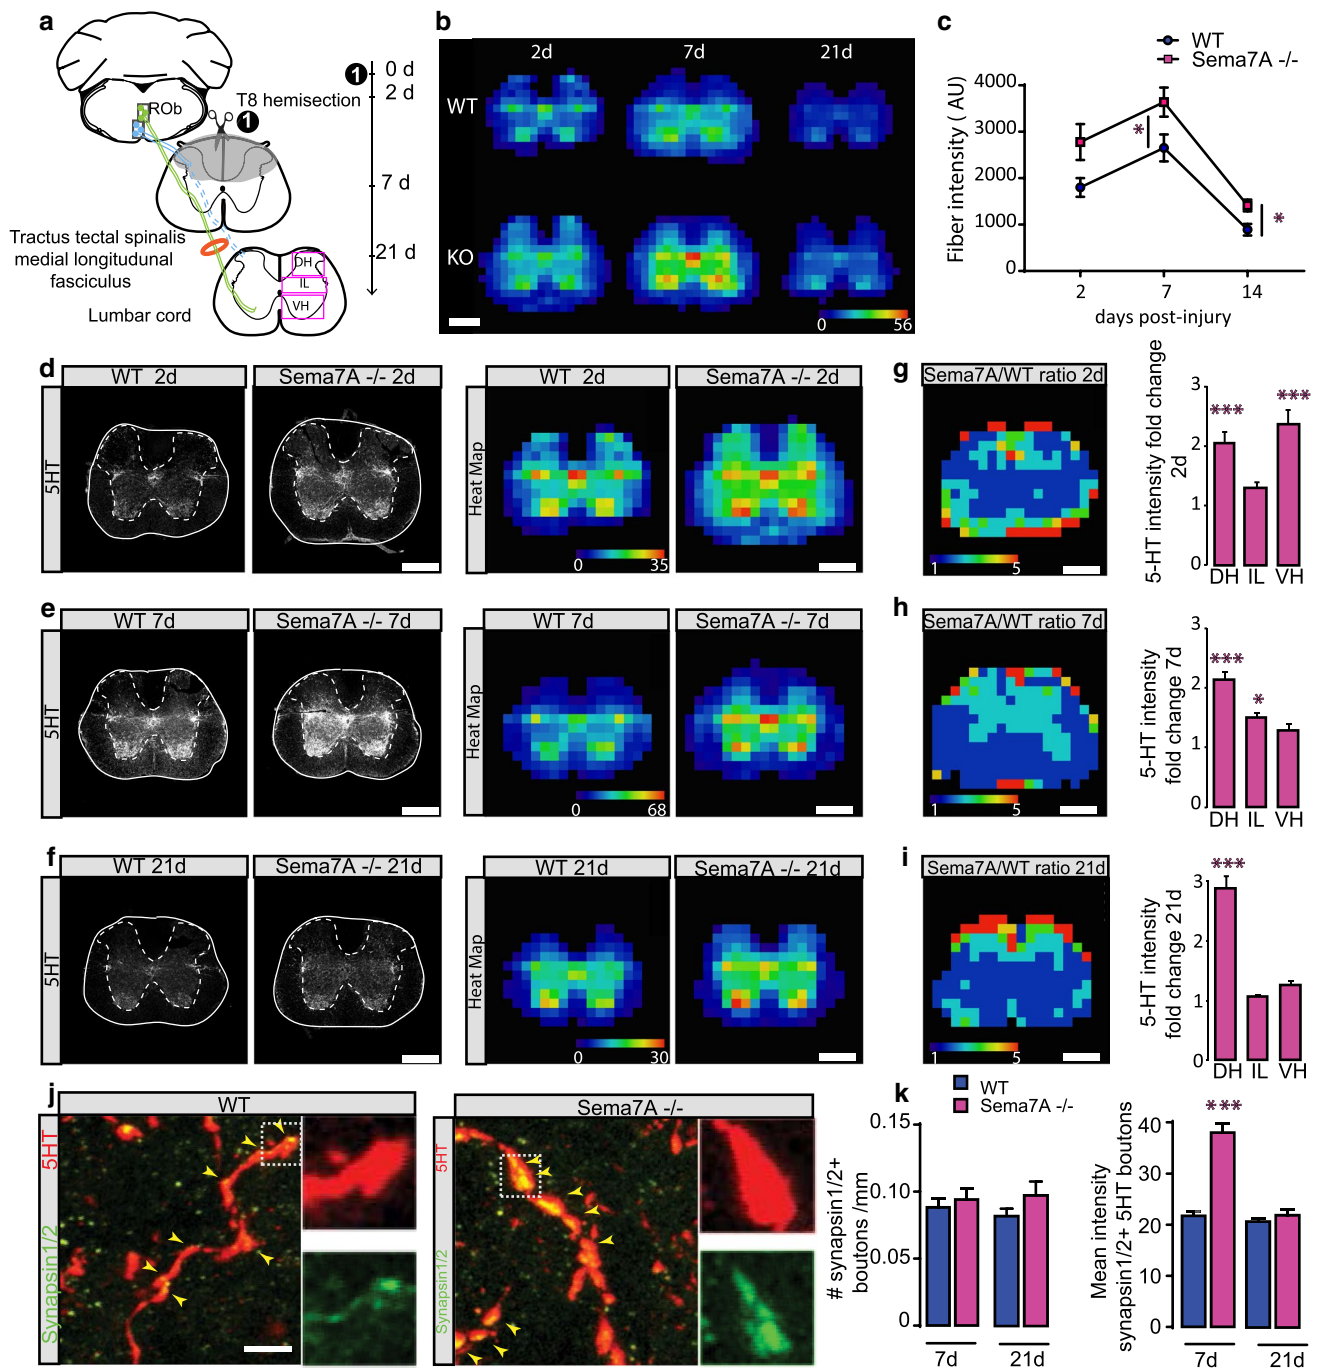 a
ROb
1
0 d
2 d
T8 hemisection
1
7 d
21 d
Tractus tectal spinalis
medial longitudunal
fasciculus
DH
IL
VH
Lumbar cord
b
2d
7d
21d
WT
KO
0
56
c
WT
Sema7A -/-
Fiber intensity ( AU)
4000
3000
2000
1000
0
*
*
2
7
14
days post-injury
d
5HT
WT 2d
Sema7A -/- 2d
Heat Map
WT 2d
Sema7A -/- 2d
0
35
g
Sema7A/WT ratio 2d
1
5
5-HT intensity fold change
2d
3
2
1
0
***
***
DH
IL
VH
e
5HT
WT 7d
Sema7A -/- 7d
Heat Map
WT 7d
Sema7A -/- 7d
0
68
h
Sema7A/WT ratio 7d
1
5
5-HT intensity
fold change 7d
3
2
1
0
***
*
DH
IL
VH
f
5HT
WT 21d
Sema7A -/- 21d
Heat Map
WT 21d
Sema7A -/- 21d
0
30
i
Sema7A/WT ratio 21d
1
5
5-HT intensity
fold change 21d
3
2
1
0
***
DH
IL
VH
j
Synapsin1/2
5HT
WT
Synapsin1/2
5HT
Sema7A -/-
k
WT
Sema7A -/-
# synapsin1/2+
boutons /mm
0.15
0.10
0.05
0
7d
21d
Mean intensity
synapsin1/2+ 5HT boutons
40
30
20
10
0
***
7d
21d